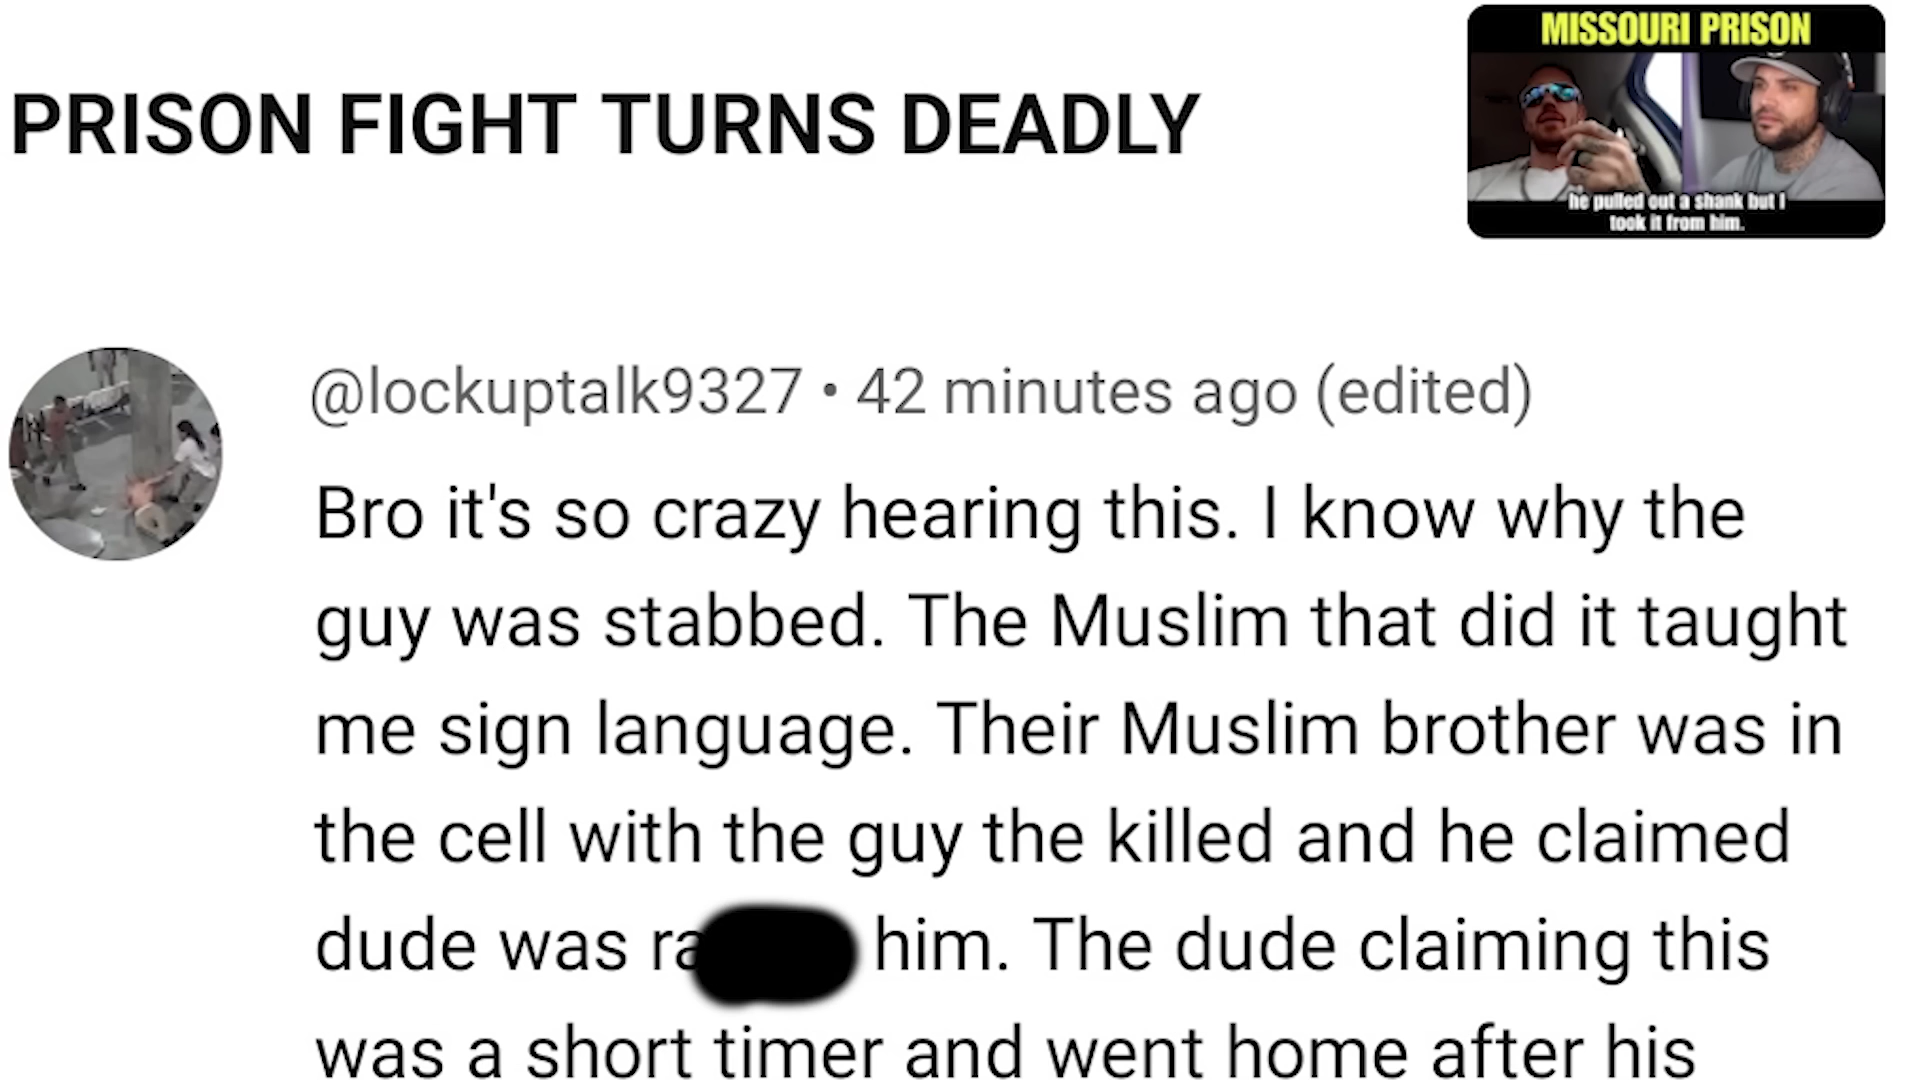 MISSOURI PRISON
PRISON FIGHT TURNS DEADLY
he pulled out a shank but I
took it from him.
@lockuptalk9327 • 42 minutes ago (edited)
Bro it's so crazy hearing this. I know why the
guy was stabbed. The Muslim that did it taught
me sign language. Their Muslim brother was in
the cell with the guy the killed and he claimed
dude was ra him. The dude claiming this
was a short timer and went home after his